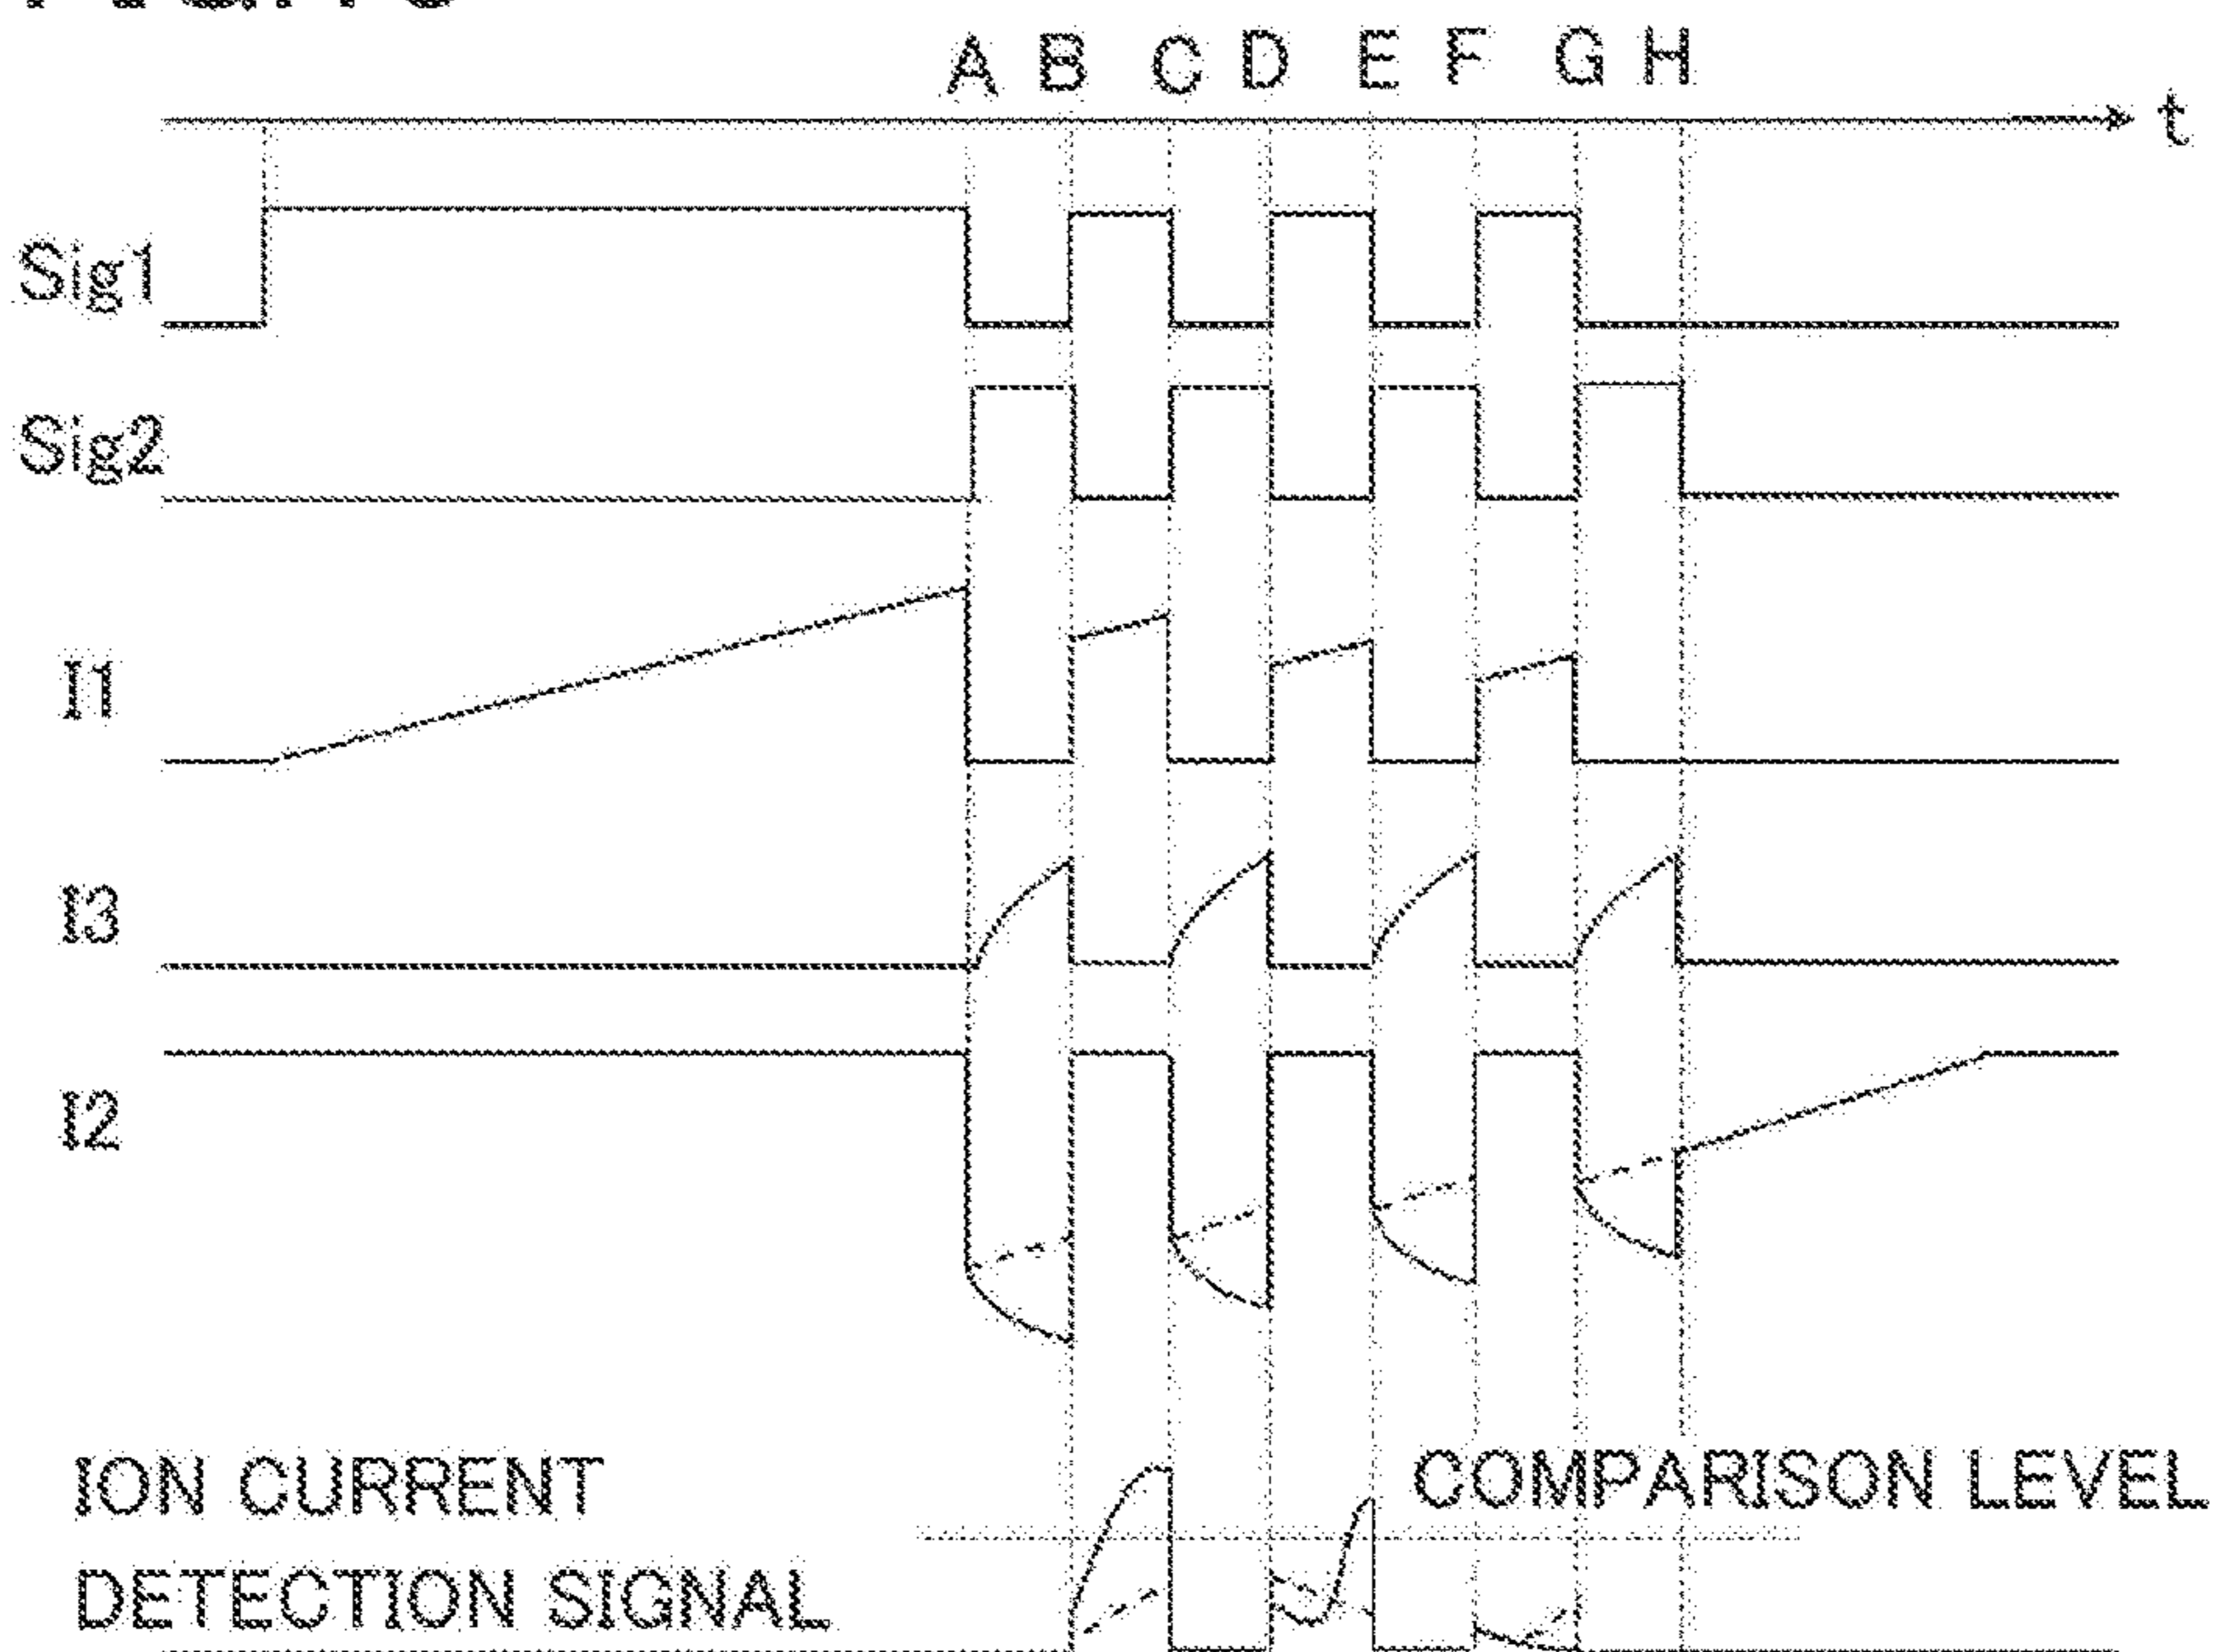 A B C D E F G H
t
Sig1
Sig2
I1
I3
I2
ION CURRENT
DETECTION SIGNAL
COMPARISON LEVEL